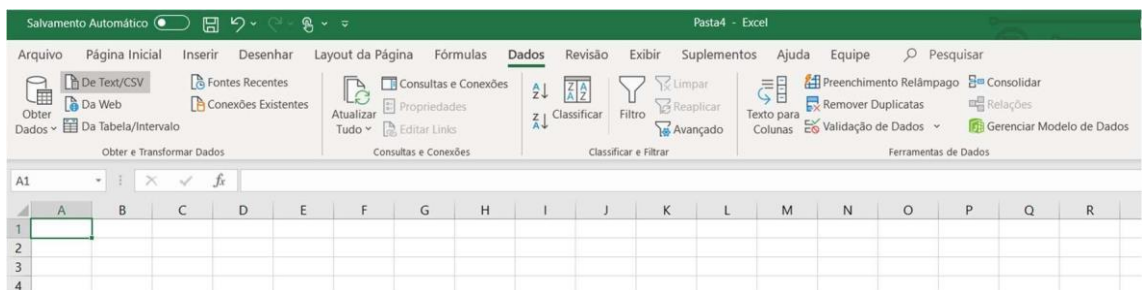 Salvamento Automático Pasta4 - Excel
Arquivo Página Inicial Inserir Desenhar Layout da Página Fórmulas Dados Revisão Exibir Suplementos Ajuda Equipe Pesquisar
Obter Dados
De Text/CSV
Da Web
Da Tabela/Intervalo
Fontes Recentes
Conexões Existentes
Obter e Transformar Dados
Atualizar Tudo
Consultas e Conexões
Propriedades
Editar Links
Consultas e Conexões
Classificar
Filtro
Limpar
Reaplicar
Avançado
Classificar e Filtrar
Texto para Colunas
Preenchimento Relâmpago
Remover Duplicatas
Validação de Dados
Consolidar
Relações
Gerenciar Modelo de Dados
Ferramentas de Dados
A1 fx
A B C D E F G H I J K L M N O P Q R
1
2
3
4